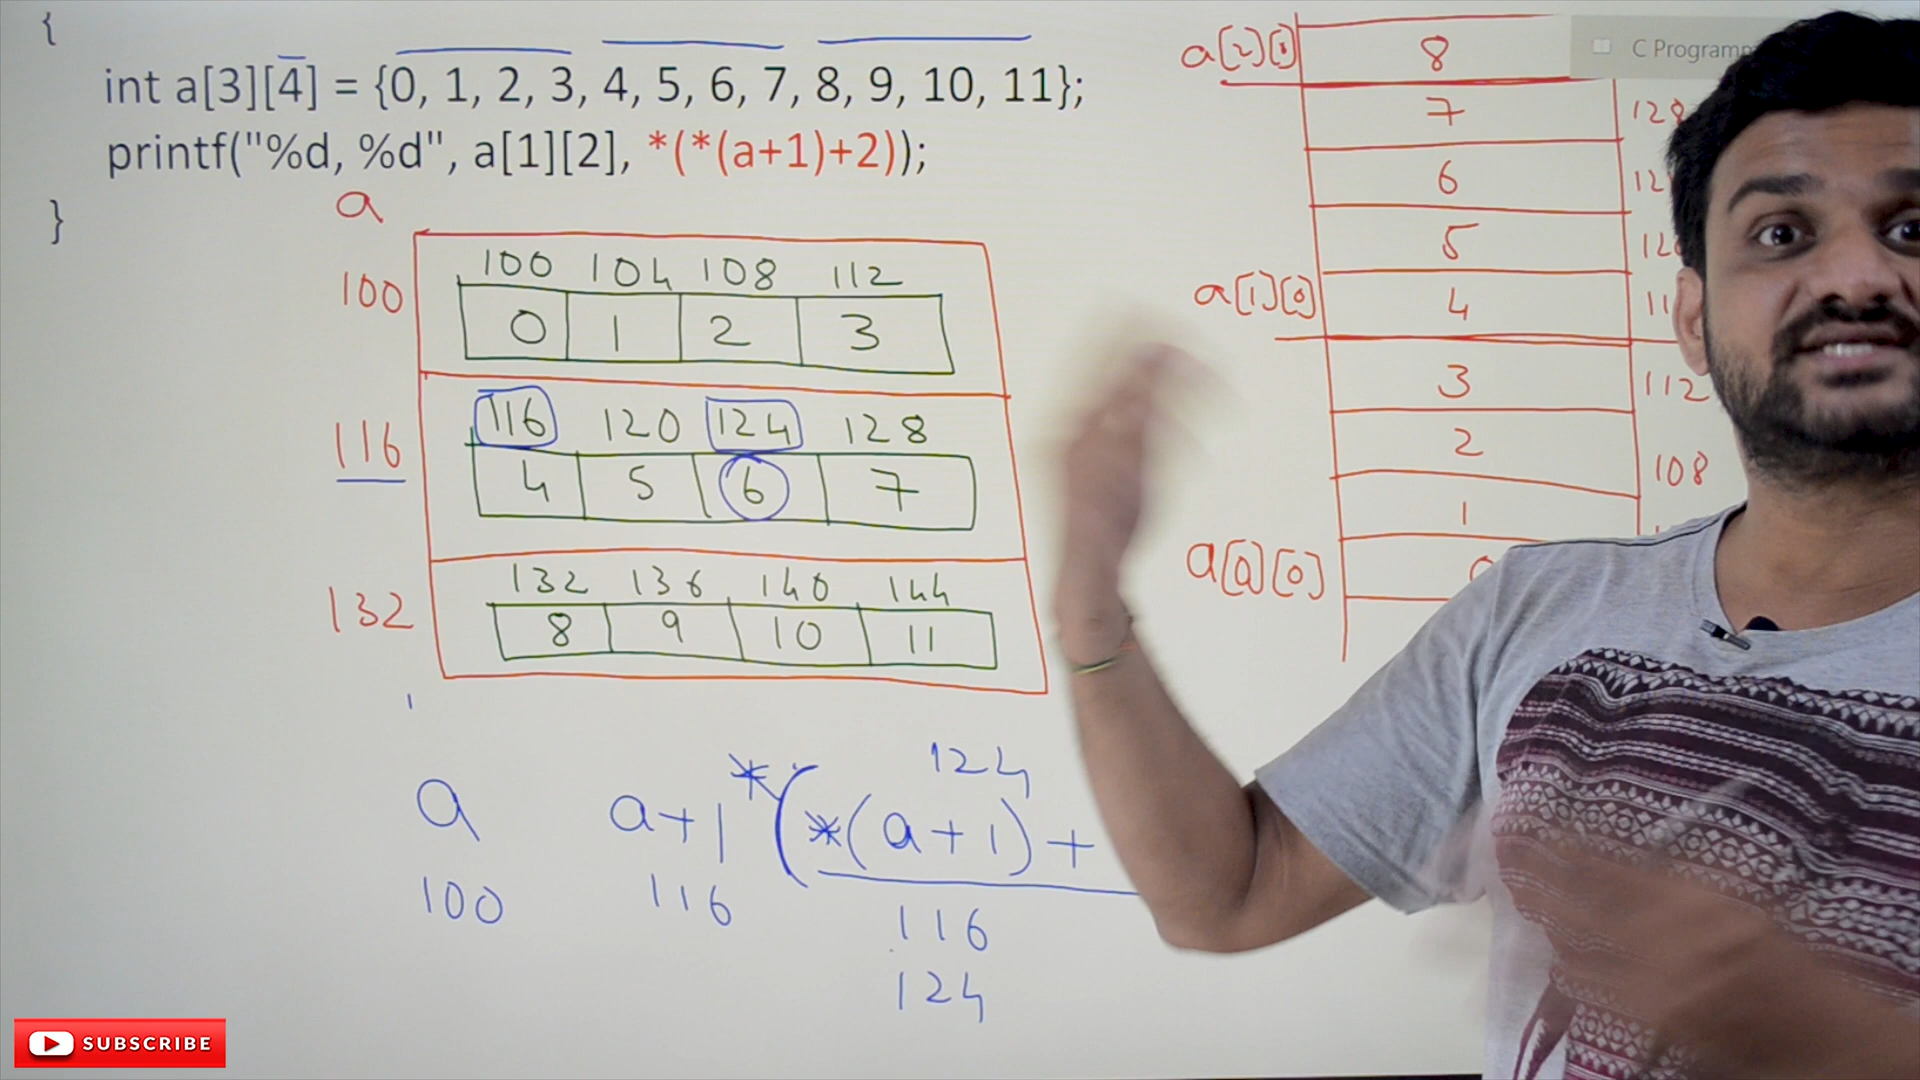 {
int a[3][4] = {0, 1, 2, 3, 4, 5, 6, 7, 8, 9, 10, 11};
printf("%d, %d", a[1][2], *(*(a+1)+2));
}
a
100 104 108 112
100
0 1 2 3
116 120 124 128
116
4 5 6 7
132 136 140 144
132
8 9 10 11
a
100
a+1
116
124
*(*(a+1)+
116
124
8
7
6
5
a[1][0] 4
3 112
2
108
1
a[0][0]
SUBSCRIBE